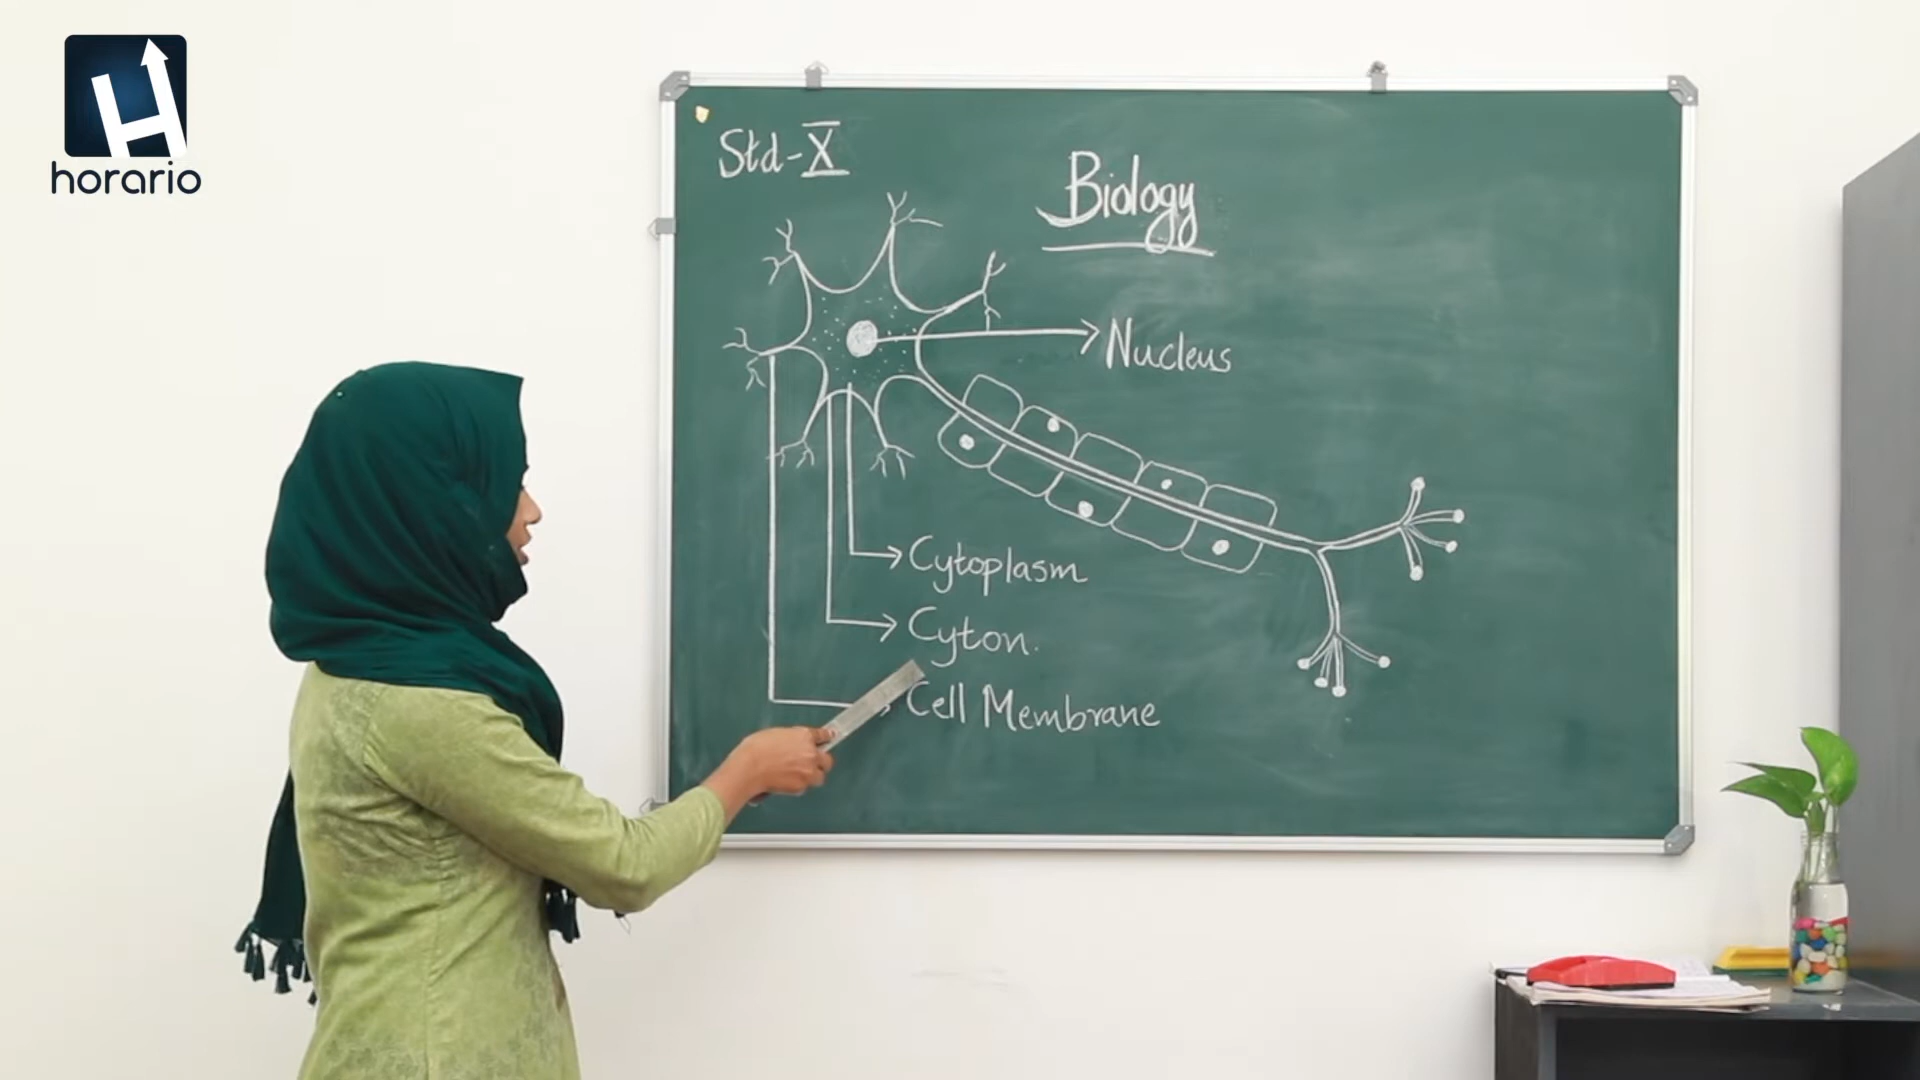 horario
Std-X
Biology
Nucleus
Cytoplasm
Cyton.
Cell Membrane